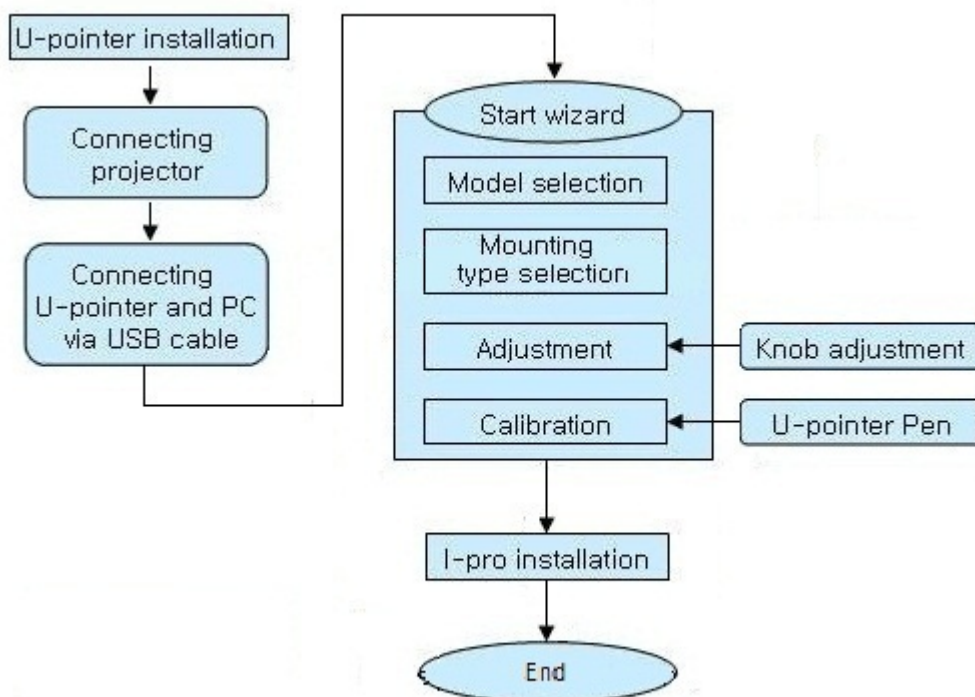 U-pointer installation
Connecting
projector
Connecting
U-pointer and PC
via USB cable
Start wizard
Model selection
Mounting
type selection
Adjustment
Knob adjustment
Calibration
U-pointer Pen
I-pro installation
End